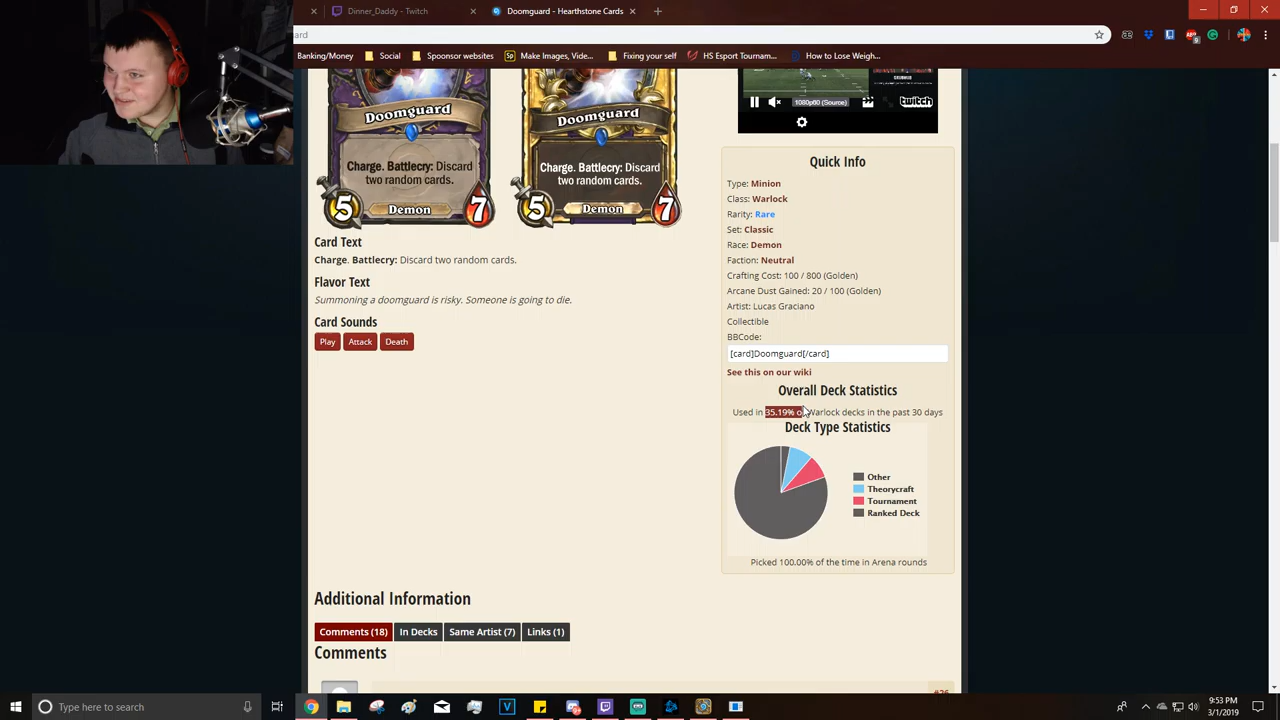 Dinner_Daddy - Twitch
Doomguard - Hearthstone Cards
ard
Banking/Money
Social
Spoonsor websites
Make Images, Vide...
Fixing your self
HS Esport Tournam...
How to Lose Weigh...
Doomguard
Charge. Battlecry: Discard
two random cards.
5
Demon
7
Doomguard
Charge. Battlecry: Discard
two random cards.
5
Demon
7
1080p60 (Source)
twitch
Card Text
Charge. Battlecry: Discard two random cards.
Flavor Text
Summoning a doomguard is risky. Someone is going to die.
Card Sounds
Play
Attack
Death
Quick Info
Type: Minion
Class: Warlock
Rarity: Rare
Set: Classic
Race: Demon
Faction: Neutral
Crafting Cost: 100 / 800 (Golden)
Arcane Dust Gained: 20 / 100 (Golden)
Artist: Lucas Graciano
Collectible
BBCode:
[card]Doomguard[/card]
See this on our wiki
Overall Deck Statistics
Used in 35.19% o Warlock decks in the past 30 days
Deck Type Statistics
Other
Theorycraft
Tournament
Ranked Deck
Picked 100.00% of the time in Arena rounds
Additional Information
Comments (18)
In Decks
Same Artist (7)
Links (1)
Comments
#26
Type here to search
9:53 PM
3/1/2019